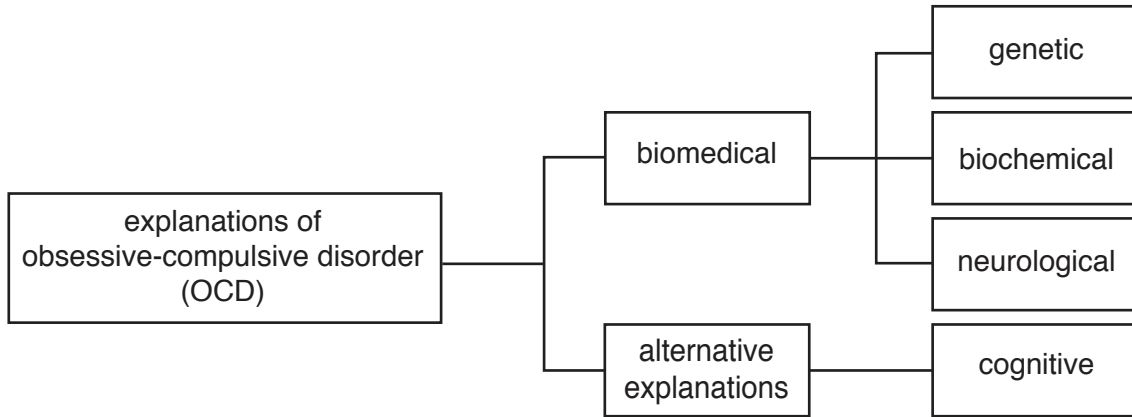 explanations of
obsessive-compulsive disorder
(OCD)
biomedical
genetic
biochemical
neurological
alternative
explanations
cognitive